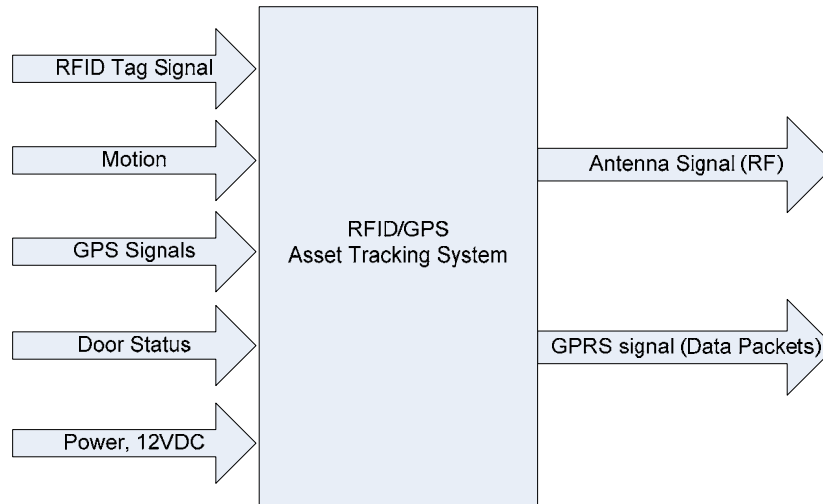 RFID Tag Signal
Motion
GPS Signals
Door Status
Power, 12VDC
RFID/GPS
Asset Tracking System
Antenna Signal (RF)
GPRS signal (Data Packets)